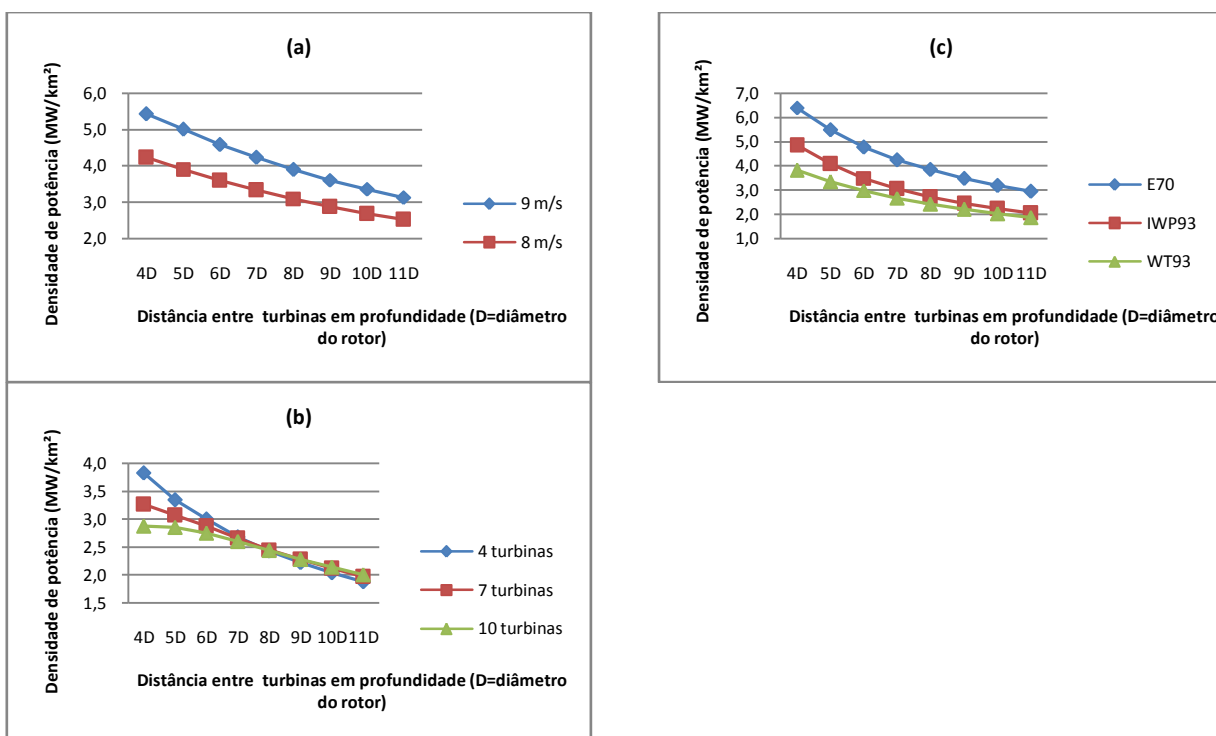 (a)
Densidade de potência (MW/km²)
6,0
5,0
4,0
3,0
2,0
4D 5D 6D 7D 8D 9D 10D 11D
Distância entre turbinas em profundidade (D=diâmetro
do rotor)
9 m/s
8 m/s
(c)
Densidade de potência (MW/km²)
7,0
6,0
5,0
4,0
3,0
2,0
1,0
4D 5D 6D 7D 8D 9D 10D 11D
Distância entre turbinas em profundidade (D=diâmetro
do rotor)
E70
IWP93
WT93
(b)
Densidade de potência (MW/km²)
4,0
3,5
3,0
2,5
2,0
1,5
4D 5D 6D 7D 8D 9D 10D 11D
Distância entre turbinas em profundidade (D=diâmetro
do rotor)
4 turbinas
7 turbinas
10 turbinas